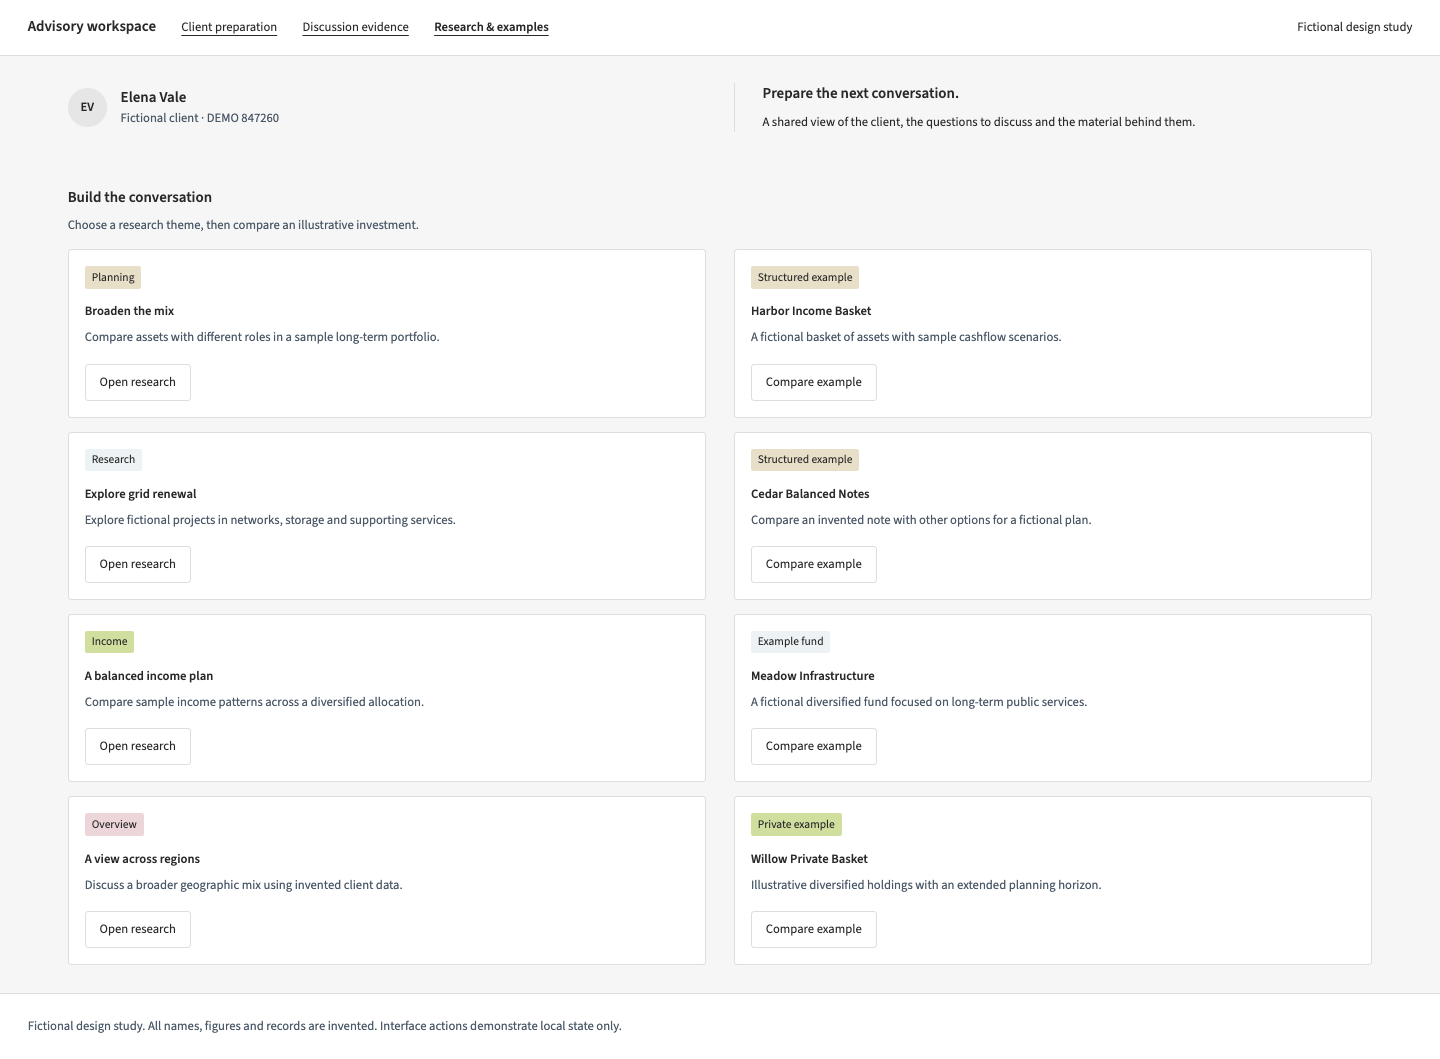 Advisory workspace
Client preparation
Discussion evidence
Research & examples
Fictional design study
EV
Elena Vale
Fictional client · DEMO 847260
Prepare the next conversation.
A shared view of the client, the questions to discuss and the material behind them.
Build the conversation
Choose a research theme, then compare an illustrative investment.
Planning
Broaden the mix
Compare assets with different roles in a sample long-term portfolio.
Open research
Structured example
Harbor Income Basket
A fictional basket of assets with sample cashflow scenarios.
Compare example
Research
Explore grid renewal
Explore fictional projects in networks, storage and supporting services.
Open research
Structured example
Cedar Balanced Notes
Compare an invented note with other options for a fictional plan.
Compare example
Income
A balanced income plan
Compare sample income patterns across a diversified allocation.
Open research
Example fund
Meadow Infrastructure
A fictional diversified fund focused on long-term public services.
Compare example
Overview
A view across regions
Discuss a broader geographic mix using invented client data.
Open research
Private example
Willow Private Basket
Illustrative diversified holdings with an extended planning horizon.
Compare example
Fictional design study. All names, figures and records are invented. Interface actions demonstrate local state only.